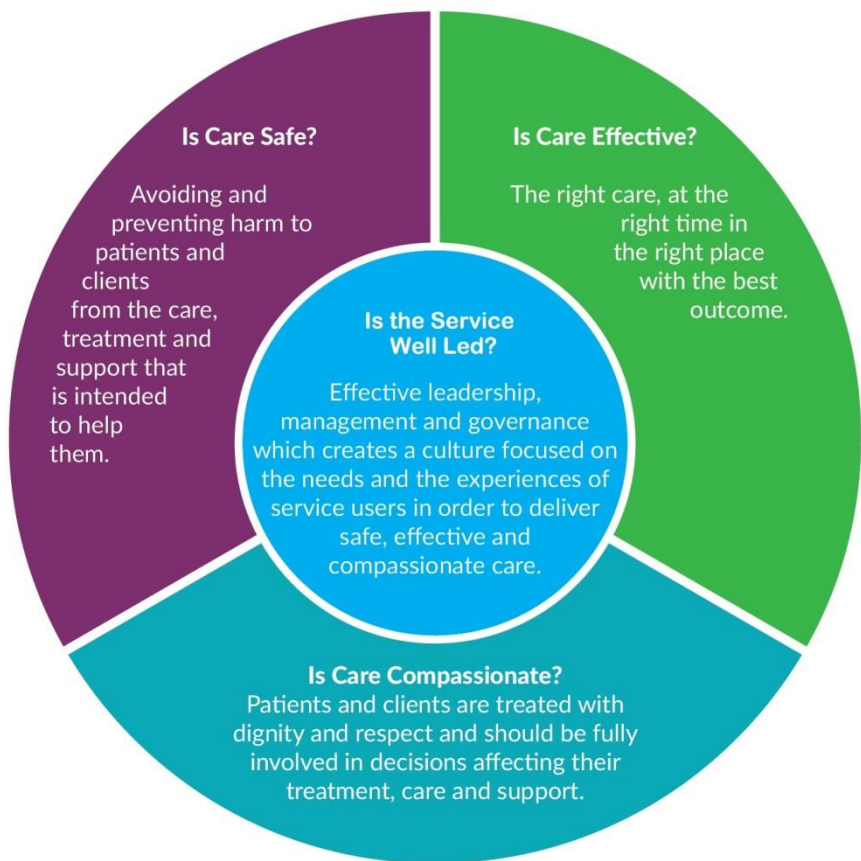 Is Care Safe?
Avoiding and
preventing harm to
patients and
clients
from the care,
treatment and
support that
is intended
to help
them.
Is Care Effective?
The right care, at the
right time in
the right place
with the best
outcome.
Is the Service
Well Led?
Effective leadership,
management and governance
which creates a culture focused on
the needs and the experiences of
service users in order to deliver
safe, effective and
compassionate care.
Is Care Compassionate?
Patients and clients are treated with
dignity and respect and should be fully
involved in decisions affecting their
treatment, care and support.